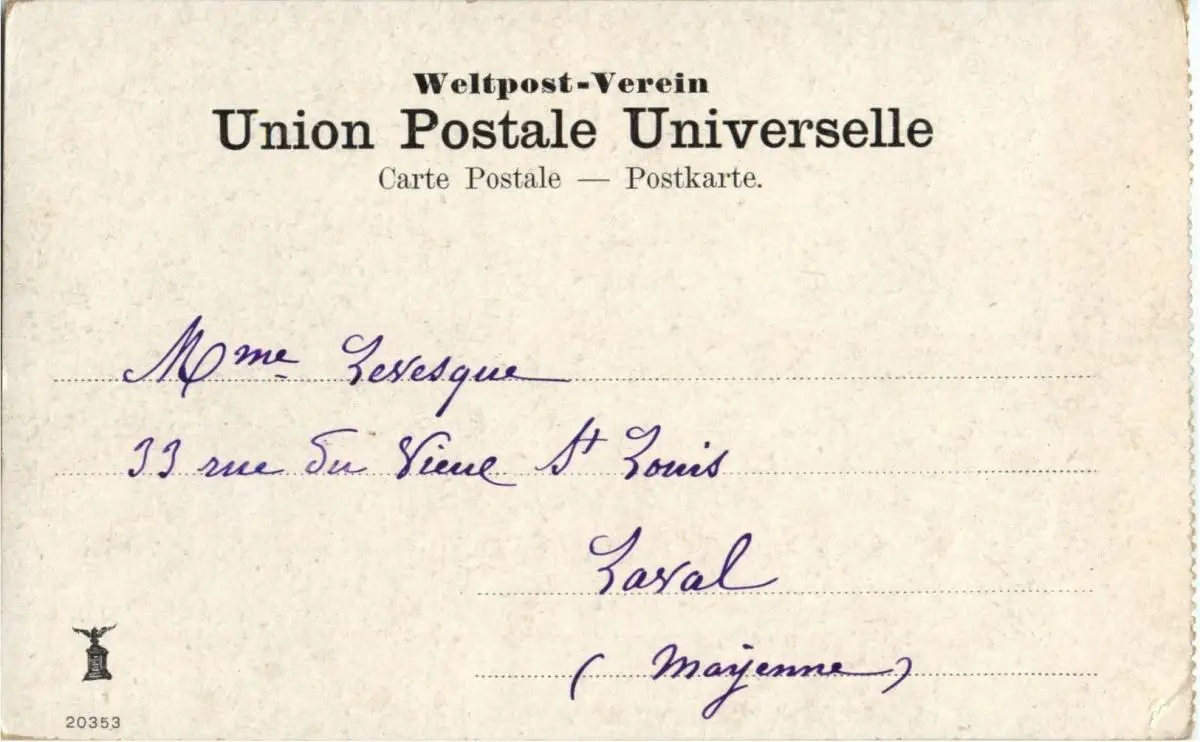 Weltpost-Verein
Union Postale Universelle
Carte Postale — Postkarte.
Mme Levesque
33 rue du Vieux St Louis
Laval
(Mayenne)
20353